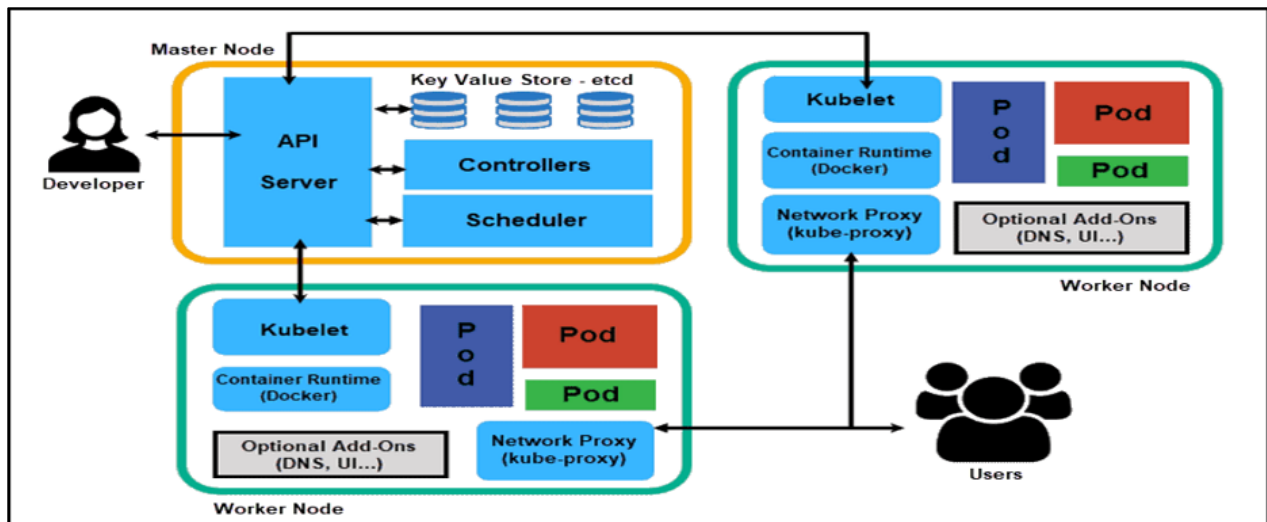 Master Node
Key Value Store - etcd
API
Server
Controllers
Scheduler
Developer
Kubelet
Container Runtime
(Docker)
Network Proxy
(kube-proxy)
P
o
d
Pod
Pod
Optional Add-Ons
(DNS, UI...)
Worker Node
Kubelet
Container Runtime
(Docker)
P
o
d
Pod
Pod
Optional Add-Ons
(DNS, UI...)
Network Proxy
(kube-proxy)
Worker Node
Users